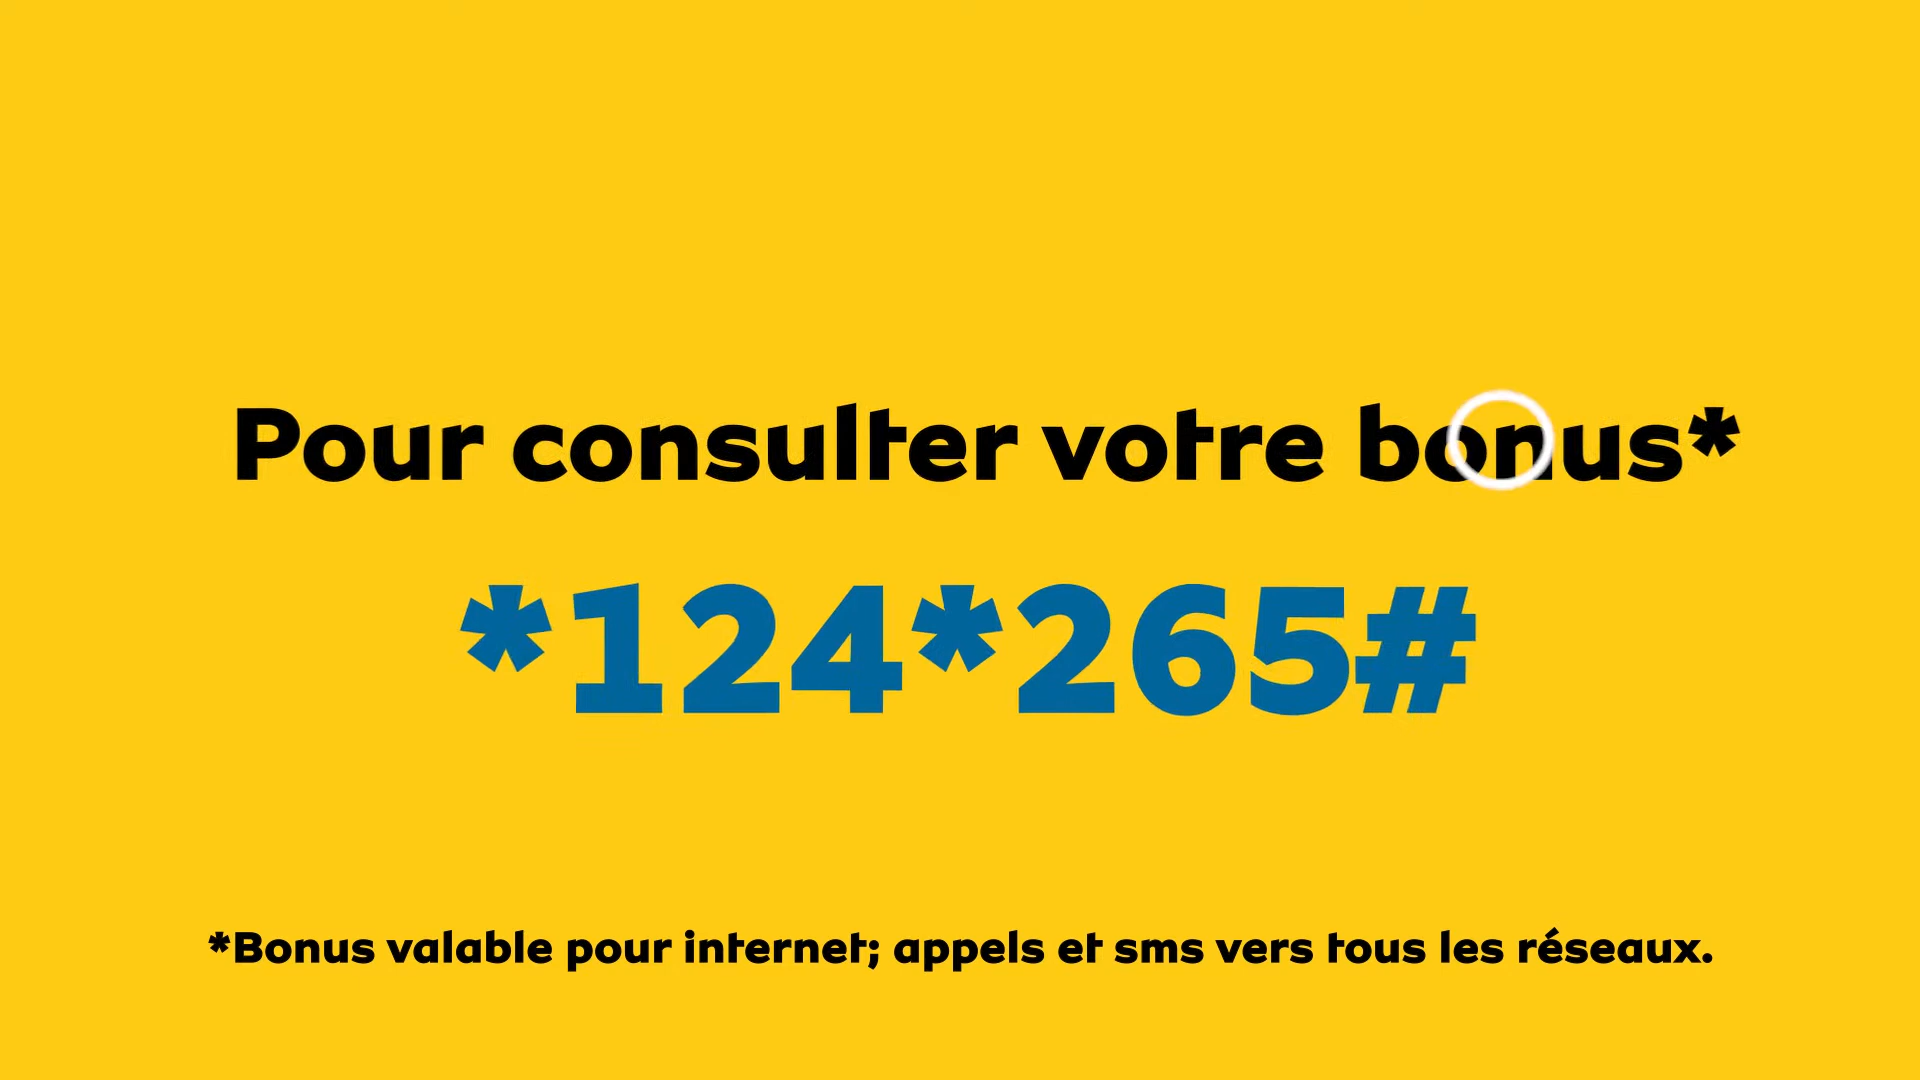 Pour consulter votre bonus*
*124*265#
*Bonus valable pour internet; appels et sms vers tous les réseaux.